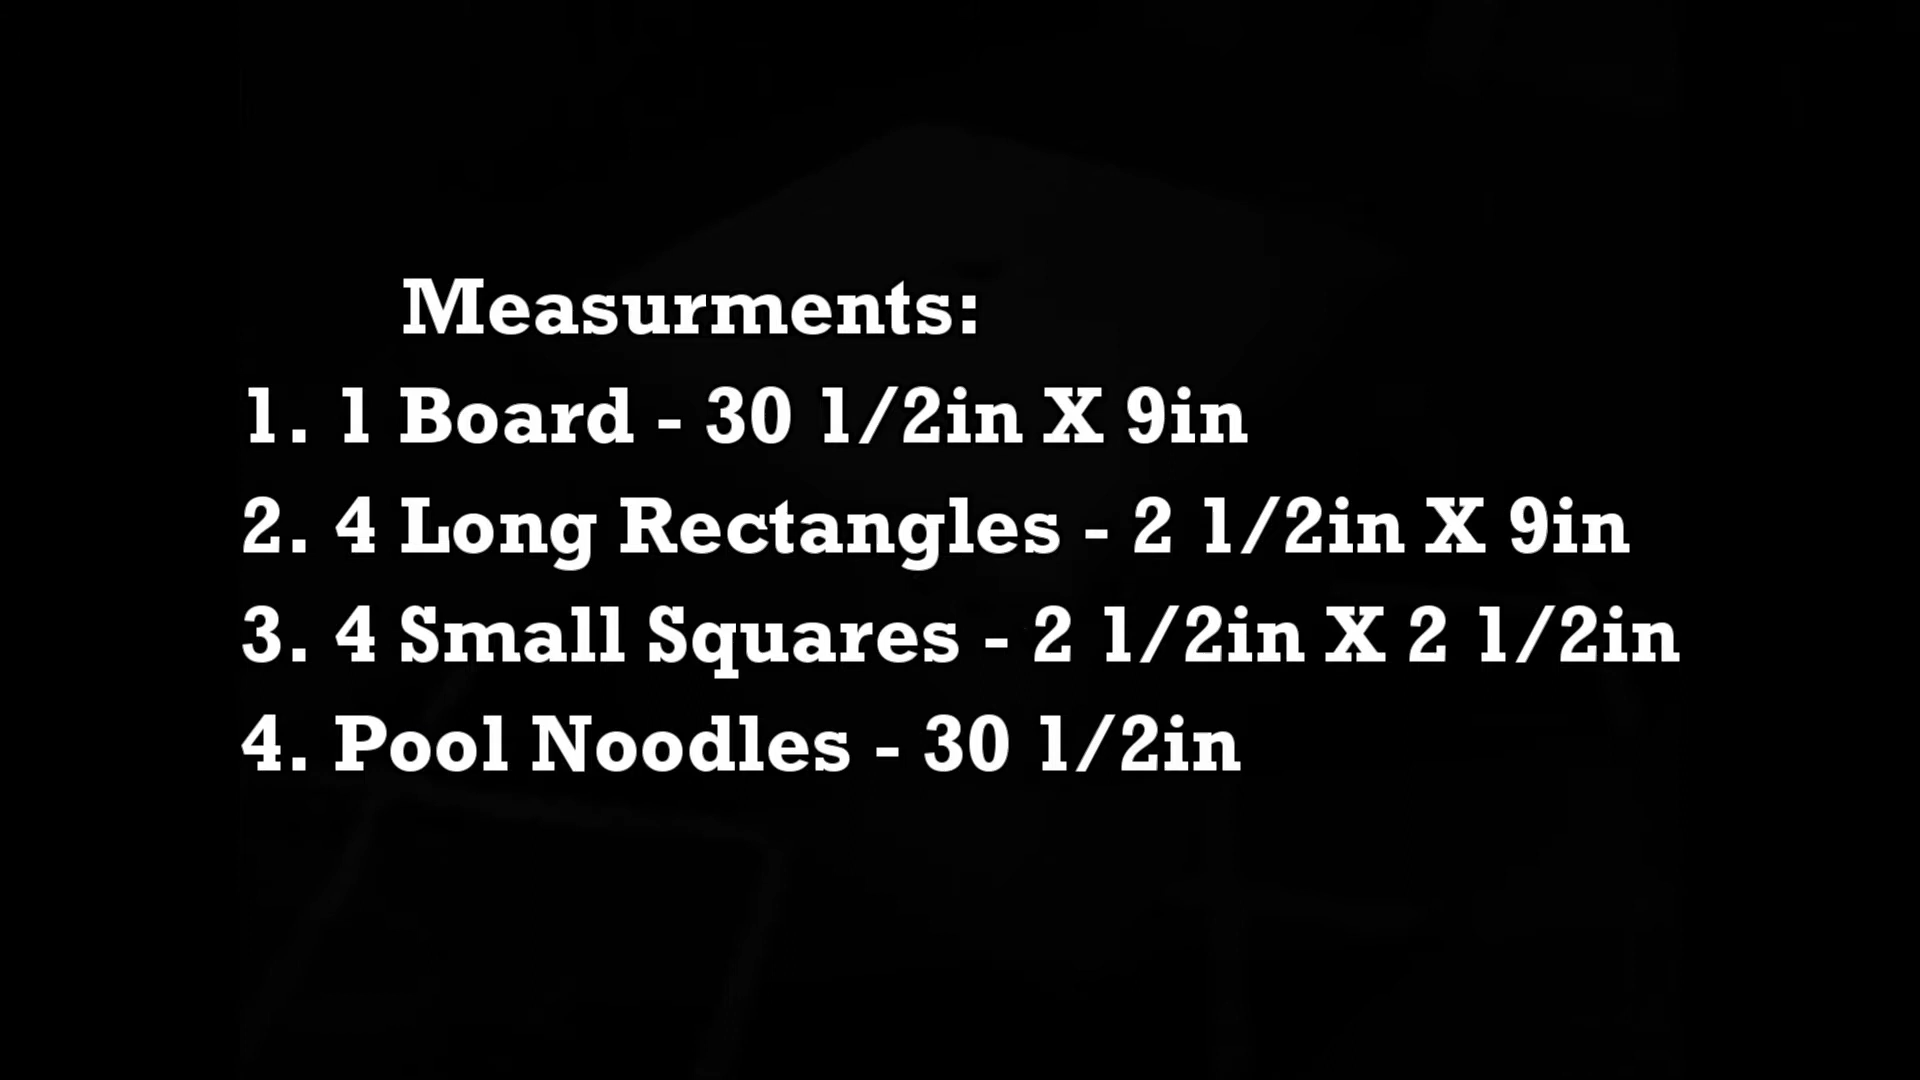 Measurments:
1. 1 Board - 30 1/2in X 9in
2. 4 Long Rectangles - 2 1/2in X 9in
3. 4 Small Squares - 2 1/2in X 2 1/2in
4. Pool Noodles - 30 1/2in